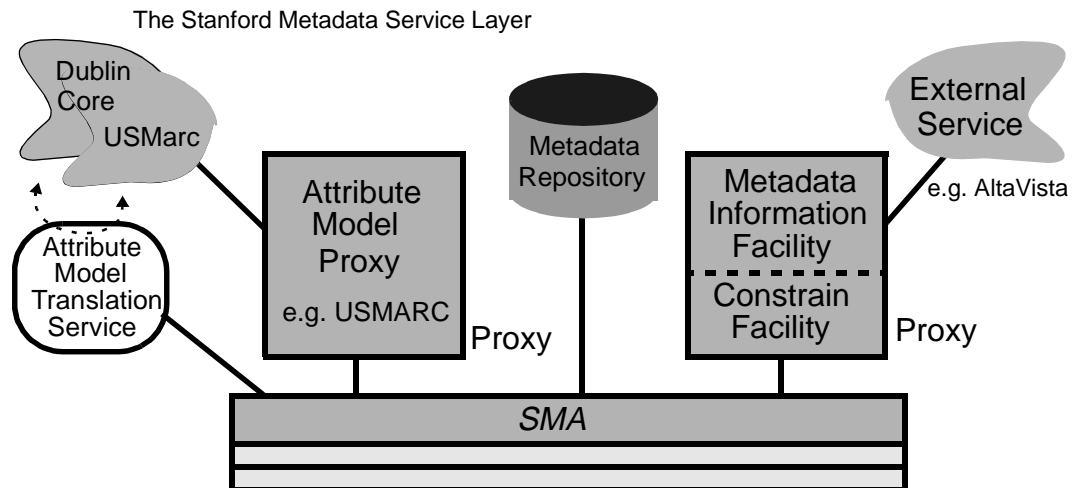 The Stanford Metadata Service Layer
Dublin
Core
USMarc
Attribute
Model
Translation
Service
Attribute
Model
Proxy
e.g. USMARC
Proxy
Metadata
Repository
Metadata
Information
Facility
Constrain
Facility
Proxy
External
Service
e.g. AltaVista
SMA